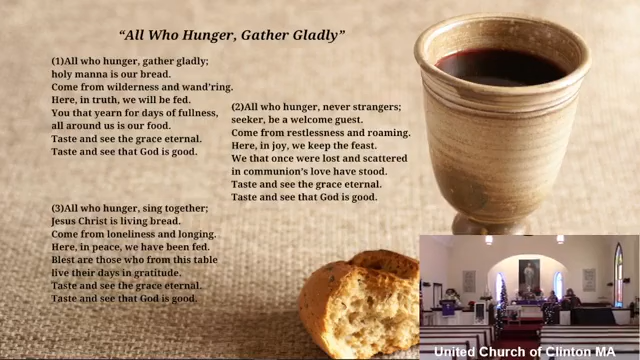 “All Who Hunger, Gather Gladly”
(1)All who hunger, gather gladly;
holy manna is our bread.
Come from wilderness and wand’ring.
Here, in truth, we will be fed.
You that yearn for days of fullness,
all around us is our food.
Taste and see the grace eternal.
Taste and see that God is good.
(2)All who hunger, never strangers;
seeker, be a welcome guest.
Come from restlessness and roaming.
Here, in joy, we keep the feast.
We that once were lost and scattered
in communion’s love have stood.
Taste and see the grace eternal.
Taste and see that God is good.
(3)All who hunger, sing together;
Jesus Christ is living bread.
Come from loneliness and longing.
Here, in peace, we have been fed.
Blest are those who from this table
live their days in gratitude.
Taste and see the grace eternal.
Taste and see that God is good.
United Church of Clinton MA